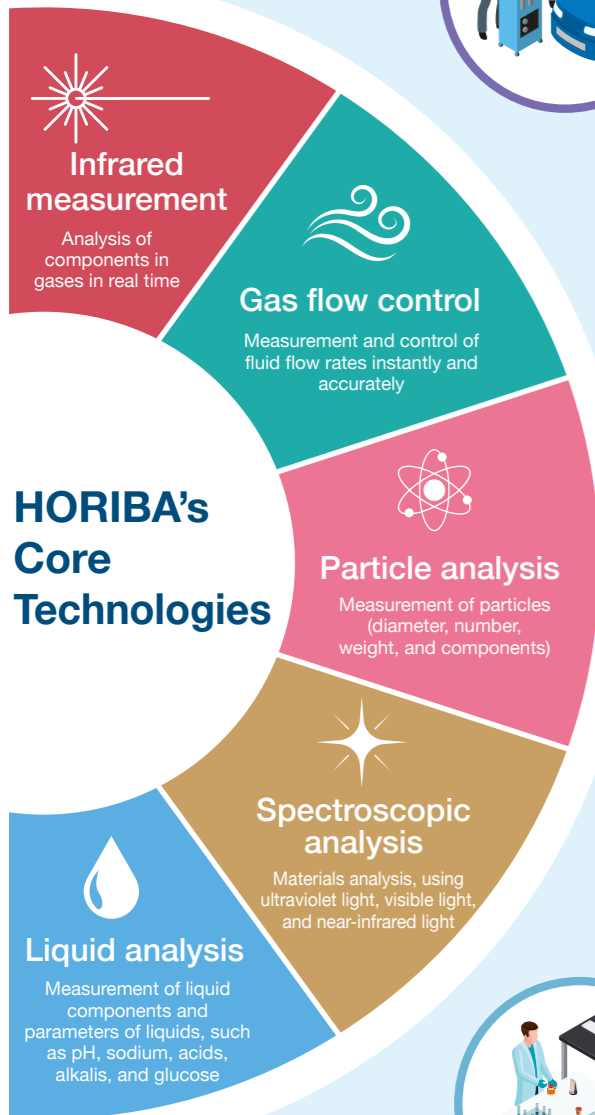 Infrared
measurement
Analysis of
components in
gases in real time
Gas flow control
Measurement and control of
fluid flow rates instantly and
accurately
HORIBA's
Core
Technologies
Particle analysis
Measurement of particles
(diameter, number,
weight, and components)
Spectroscopic
analysis
Materials analysis, using
ultraviolet light, visible light,
and near-infrared light
Liquid analysis
Measurement of liquid
components and
parameters of liquids, such
as pH, sodium, acids,
alkalis, and glucose